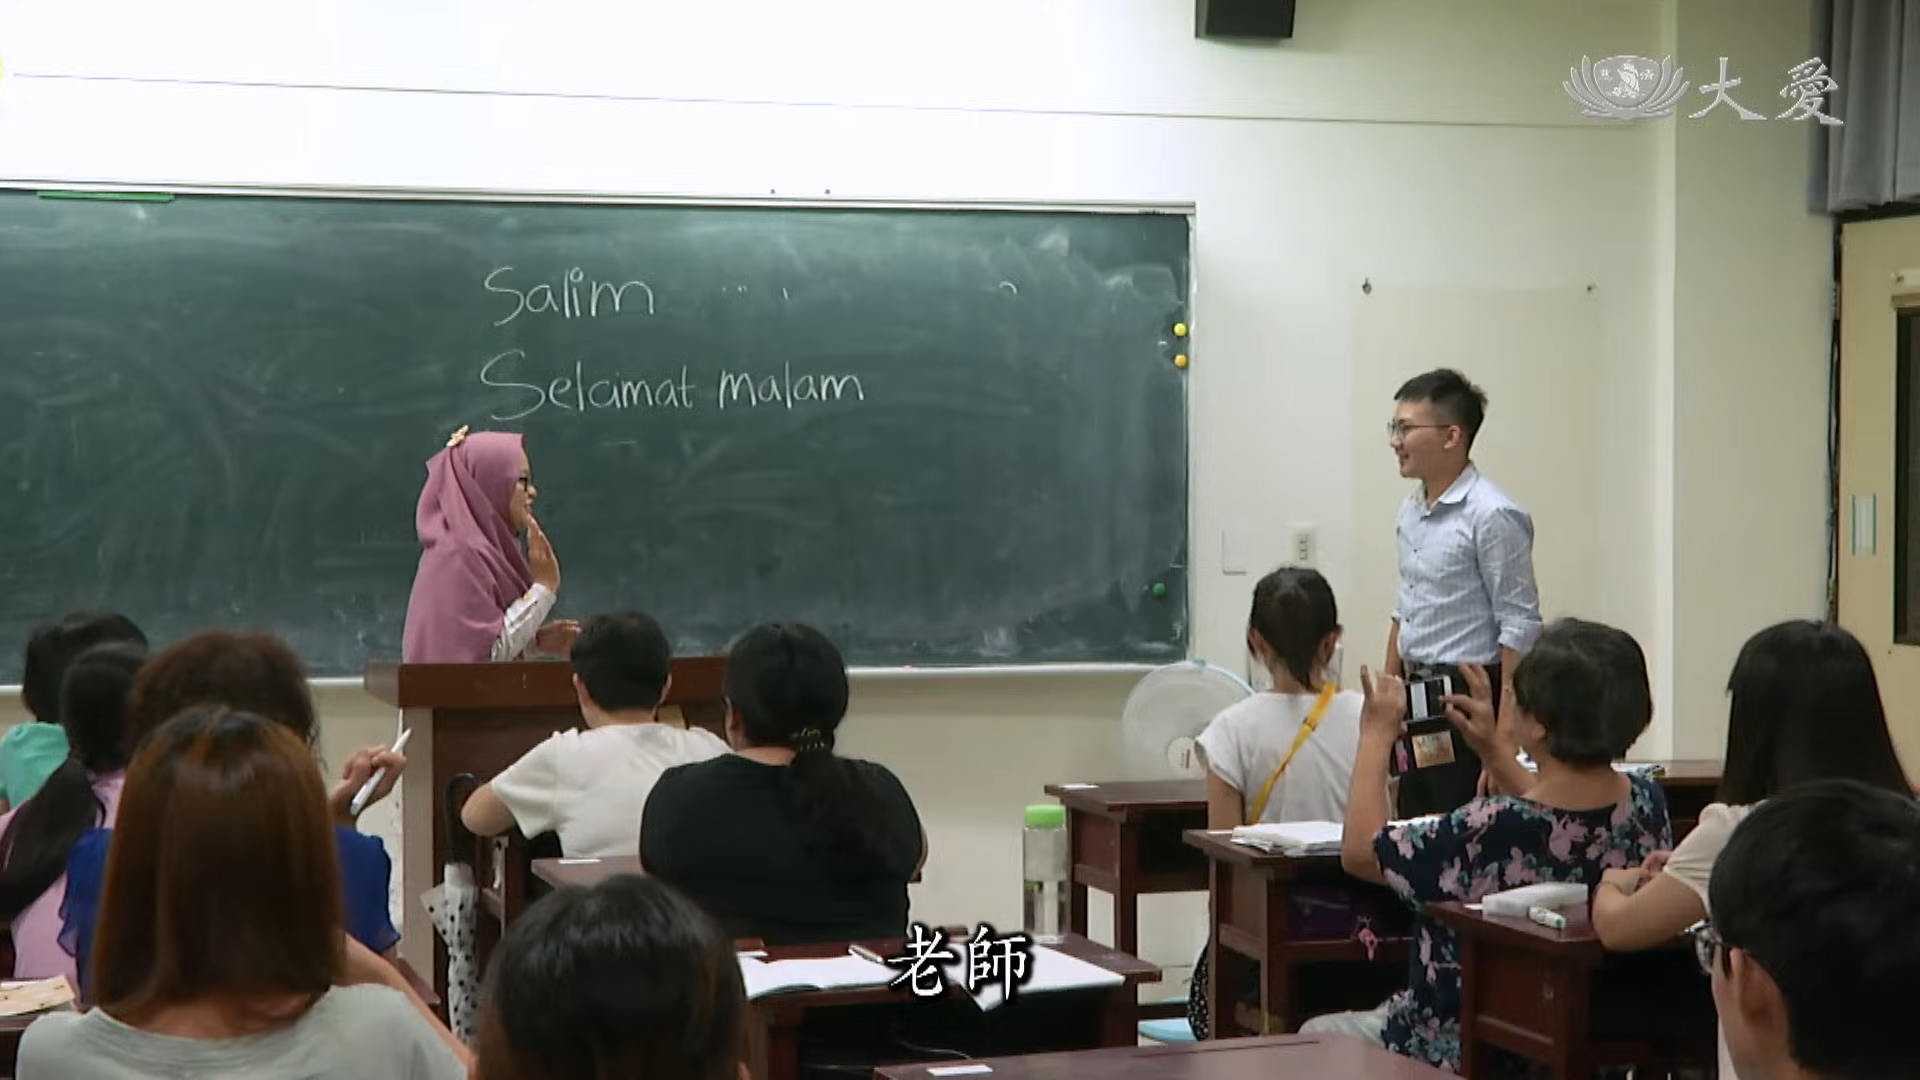 大愛
Salim
Selamat malam
老師